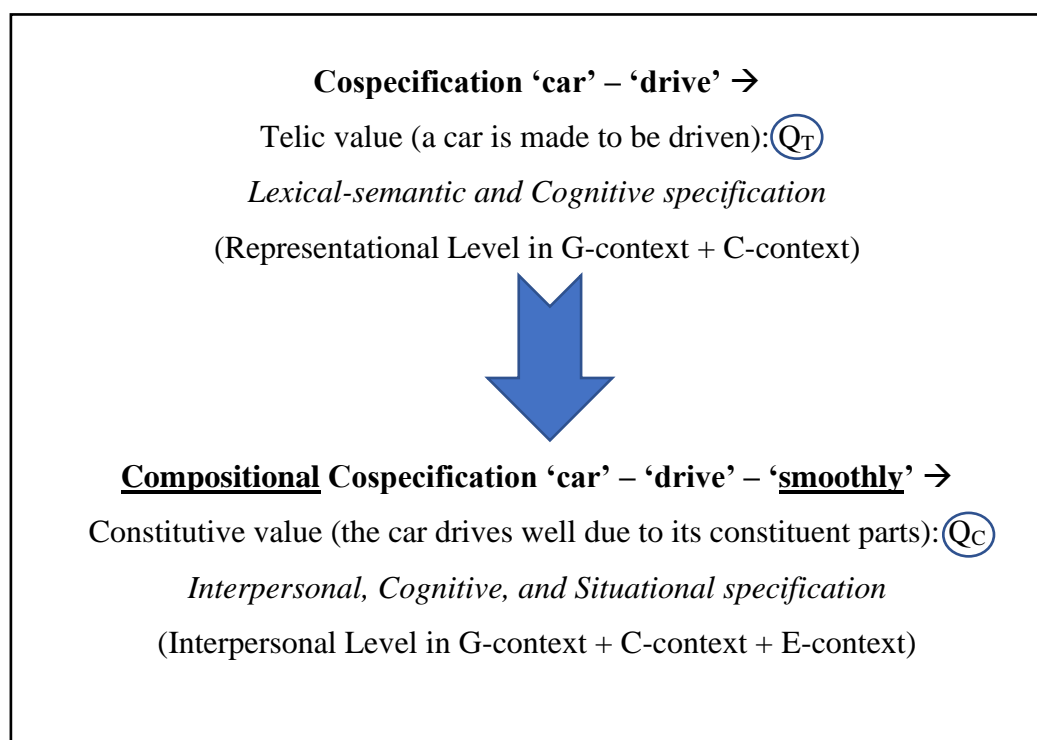 Cospecification ‘car’ – ‘drive’ →
Telic value (a car is made to be driven): QT
Lexical-semantic and Cognitive specification
(Representational Level in G-context + C-context)
Compositional Cospecification ‘car’ – ‘drive’ – ‘smoothly’ →
Constitutive value (the car drives well due to its constituent parts): QC
Interpersonal, Cognitive, and Situational specification
(Interpersonal Level in G-context + C-context + E-context)